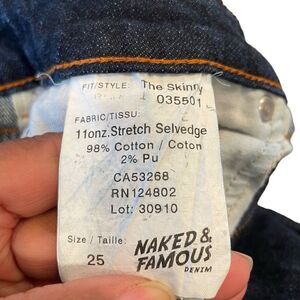 FIT/STYLE: The Skinny
035501
FABRIC/TISSU:
11onz. Stretch Selvedge
98% Cotton / Coton
2% Pu
CA53268
RN124802
Lot: 30910
Size / Taille:
25
NAKED &
FAMOUS
DENIM